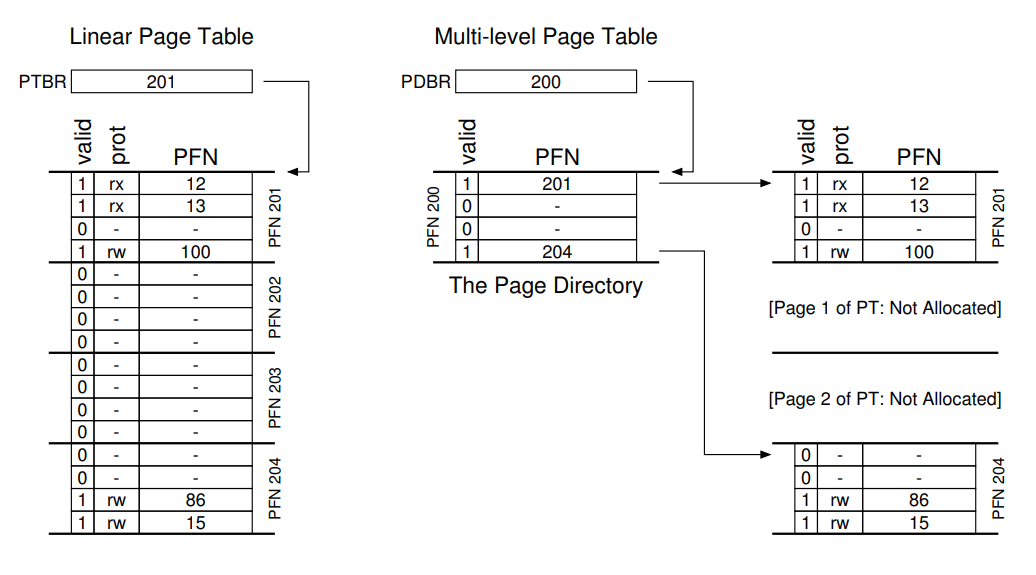 Linear Page Table
PTBR 201
valid prot PFN
1 rx 12
1 rx 13
0 - -
1 rw 100
PFN 201
0 - -
0 - -
0 - -
0 - -
PFN 202
0 - -
0 - -
0 - -
0 - -
PFN 203
0 - -
0 - -
1 rw 86
1 rw 15
PFN 204
Multi-level Page Table
PDBR 200
valid PFN
PFN 200
1 201
0 -
0 -
1 204
The Page Directory
valid prot PFN
1 rx 12
1 rx 13
0 - -
1 rw 100
PFN 201
[Page 1 of PT: Not Allocated]
[Page 2 of PT: Not Allocated]
0 - -
0 - -
1 rw 86
1 rw 15
PFN 204